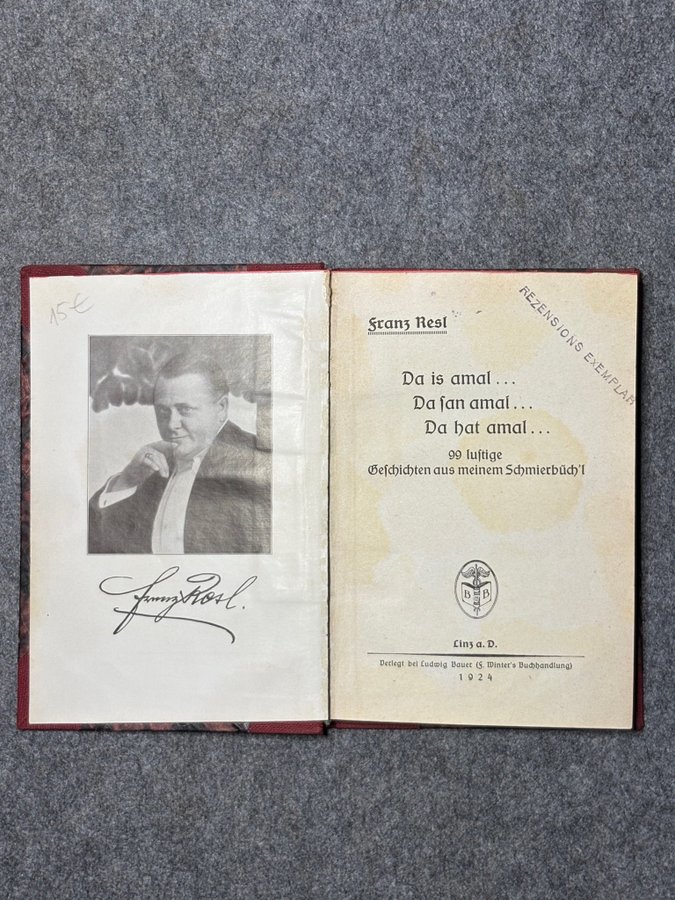 15€
Franz Resl.
REZENSIONS EXEMPLAR
Franz Resl
Da is amal...
Da ſan amal...
Da hat amal...
99 luſtige
Geſchichten aus meinem Schmierbüch'l
B B
Linz a. D.
Verlegt bei Ludwig Bauer (F. Winter's Buchhandlung)
1924